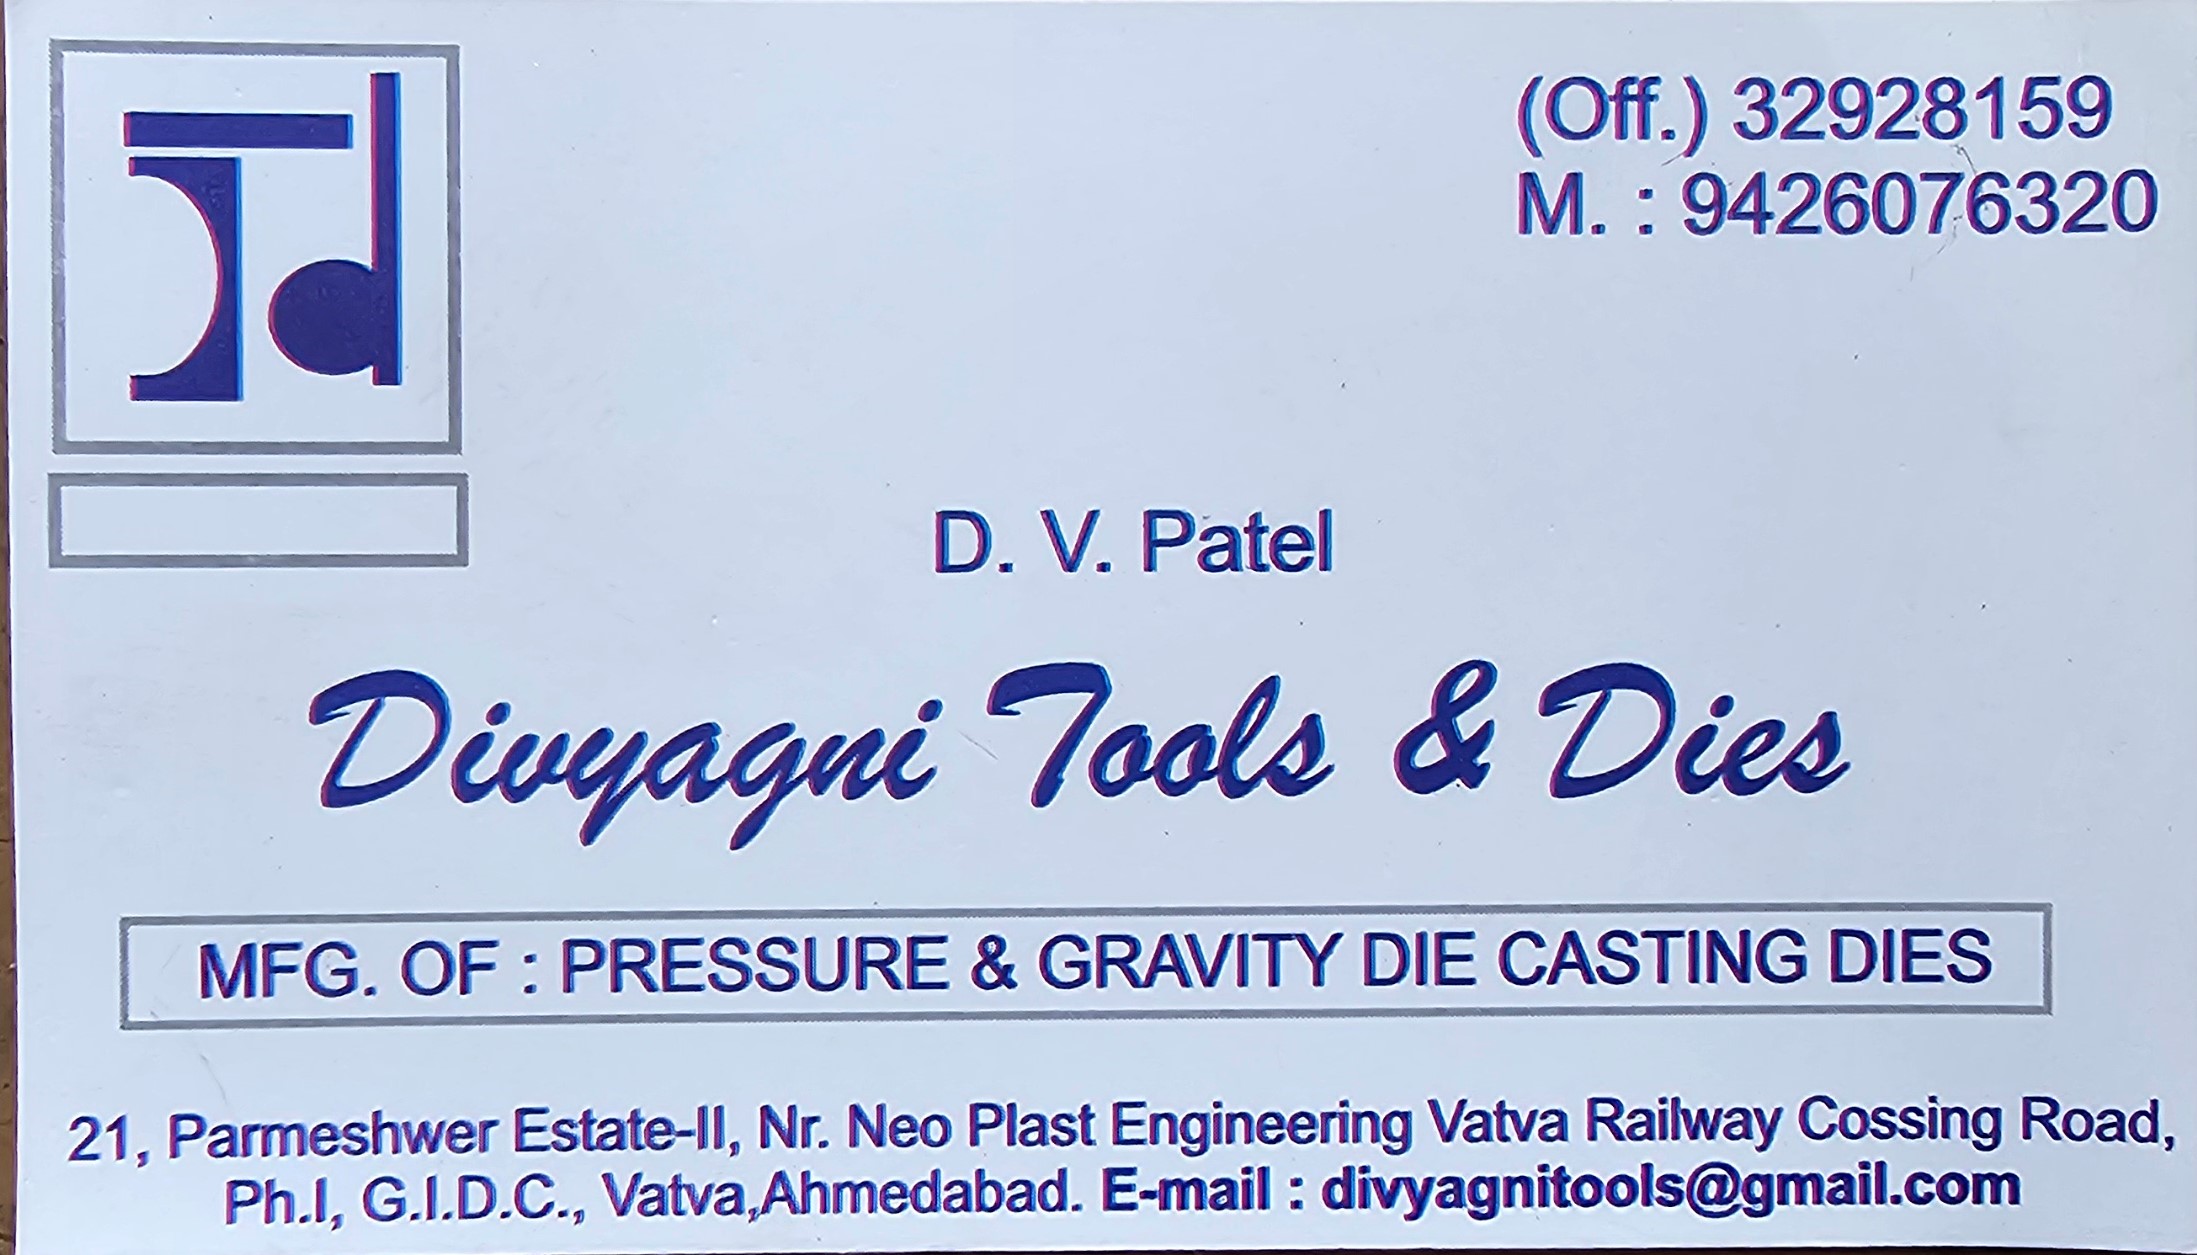 Td
(Off.) 32928159
M. : 9426076320
D. V. Patel
Divyagni Tools & Dies
MFG. OF : PRESSURE & GRAVITY DIE CASTING DIES
21, Parmeshwer Estate-II, Nr. Neo Plast Engineering Vatva Railway Cossing Road,
Ph.I, G.I.D.C., Vatva,Ahmedabad. E-mail : divyagnitools@gmail.com